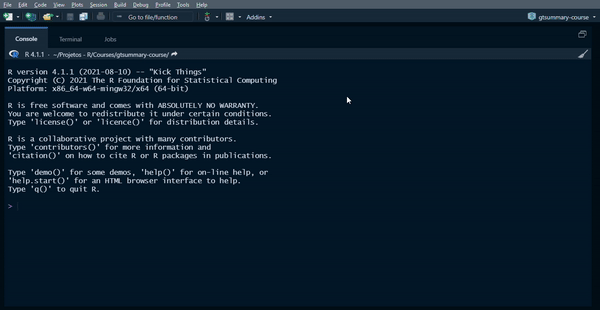 File Edit Code View Plots Session Build Debug Profile Tools Help
Go to file/function
Addins
gtsummary-course
Console Terminal Jobs
R 4.1.1 · ~/Projetos - R/Courses/gtsummary-course/
R version 4.1.1 (2021-08-10) -- "Kick Things"
Copyright (C) 2021 The R Foundation for Statistical Computing
Platform: x86_64-w64-mingw32/x64 (64-bit)
R is free software and comes with ABSOLUTELY NO WARRANTY.
You are welcome to redistribute it under certain conditions.
Type 'license()' or 'licence()' for distribution details.
R is a collaborative project with many contributors.
Type 'contributors()' for more information and
'citation()' on how to cite R or R packages in publications.
Type 'demo()' for some demos, 'help()' for on-line help, or
'help.start()' for an HTML browser interface to help.
Type 'q()' to quit R.
>